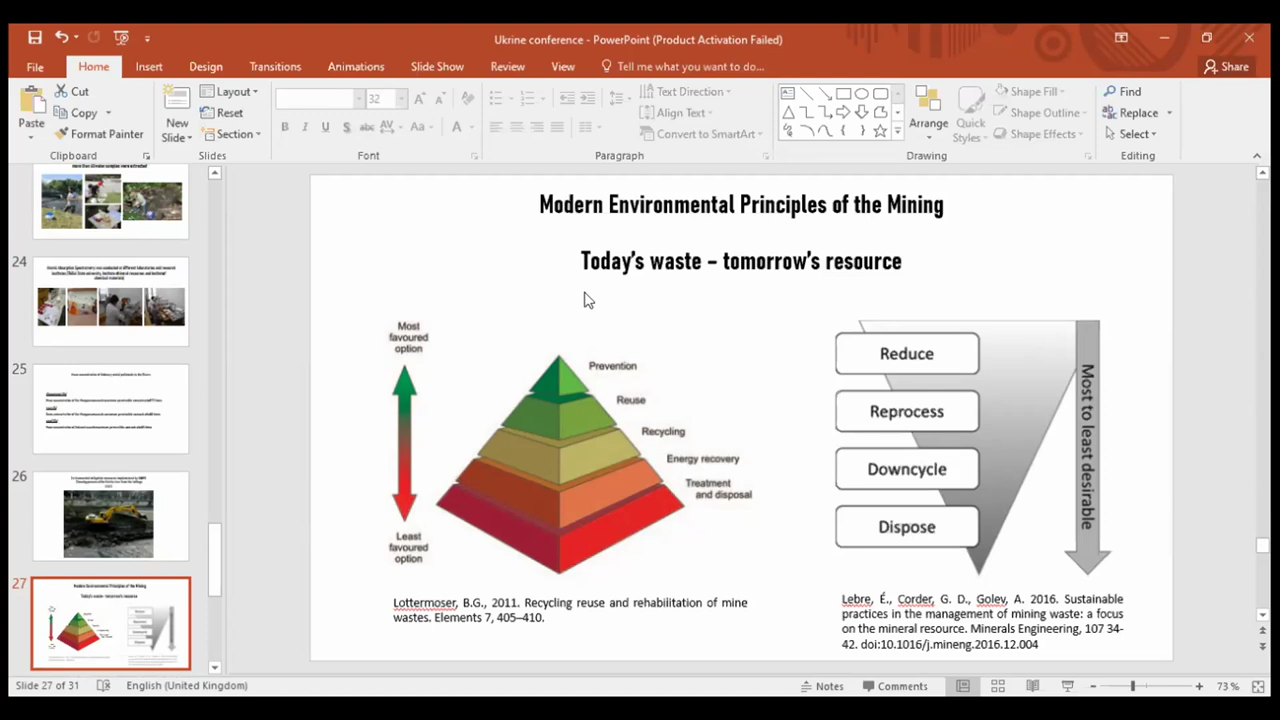 Ukrine conference - PowerPoint (Product Activation Failed)
File Home Insert Design Transitions Animations Slide Show Review View Tell me what you want to do... Share
Paste
Cut
Copy
Format Painter
Clipboard
New Slide
Layout
Reset
Section
Slides
32
Font
Text Direction
Align Text
Convert to SmartArt
Paragraph
Arrange
Quick Styles
Shape Fill
Shape Outline
Shape Effects
Drawing
Find
Replace
Select
Editing
24
25
26
27
Modern Environmental Principles of the Mining
Today's waste – tomorrow's resource
Most
favoured
option
Least
favoured
option
Prevention
Reuse
Recycling
Energy recovery
Treatment
and disposal
Lottermoser, B.G., 2011. Recycling reuse and rehabilitation of mine
wastes. Elements 7, 405–410.
Reduce
Reprocess
Downcycle
Dispose
Most to least desirable
Lebre, É., Corder, G. D., Golev, A. 2016. Sustainable
practices in the management of mining waste: a focus
on the mineral resource. Minerals Engineering, 107 34-
42. doi:10.1016/j.mineng.2016.12.004
Slide 27 of 31 English (United Kingdom) Notes Comments 73 %